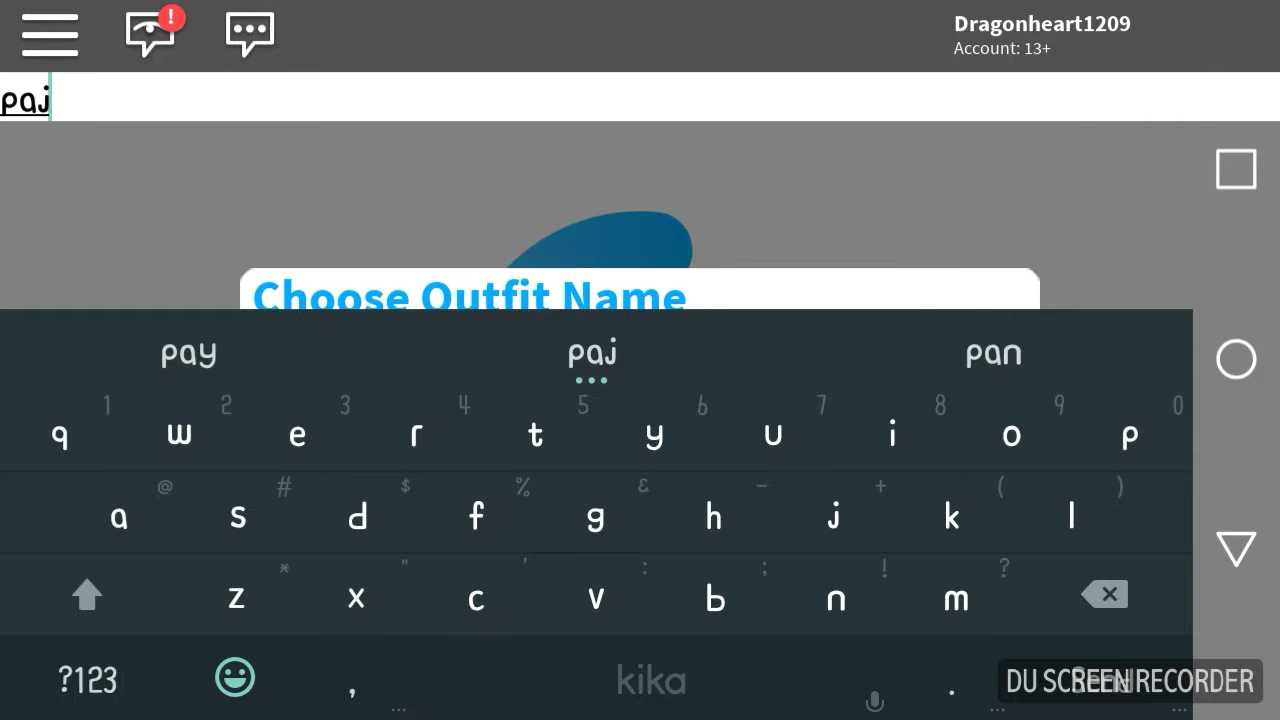 !
Dragonheart1209
Account: 13+
paj
Choose Outfit Name
pay paj pan
1 2 3 4 5 6 7 8 9 0
q w e r t y u i o p
@ # $ % & - + ( )
a s d f g h j k l
* " ' : ; ! ?
z x c v b n m
?123 , kika .
DU SCREEN RECORDER